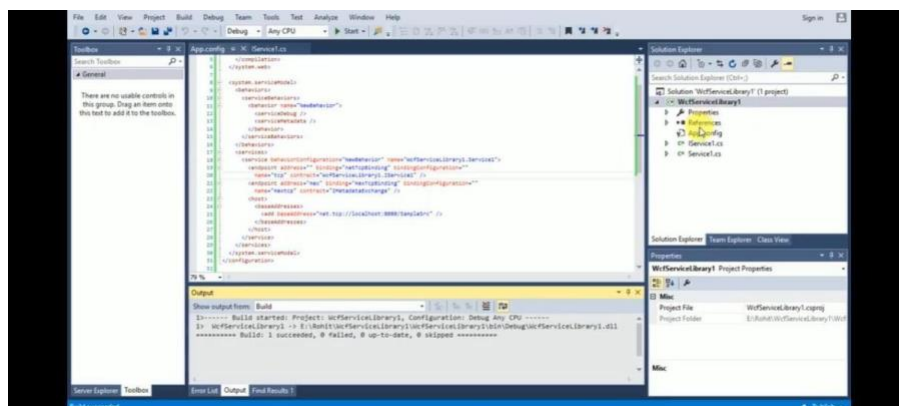 File Edit View Project Build Debug Team Tools Test Analyze Window Help
Sign in
Debug Any CPU Start
Toolbox
Search Toolbox
General
There are no usable controls in
this group. Drag an item onto
this text to add it to the toolbox.
Server Explorer Toolbox
App.config IService1.cs
</compilation>
</system.web>
<system.serviceModel>
<behaviors>
<serviceBehaviors>
<behavior name="NewBehavior">
<serviceDebug />
<serviceMetadata />
</behavior>
</serviceBehaviors>
</behaviors>
<services>
<service behaviorConfiguration="NewBehavior" name="WcfServiceLibrary1.Service1">
<endpoint address="" binding="netTcpBinding" bindingConfiguration=""
name="tcp" contract="WcfServiceLibrary1.IService1" />
<endpoint address="mex" binding="mexTcpBinding" bindingConfiguration=""
name="mextcp" contract="IMetadataExchange" />
<host>
<baseAddresses>
<add baseAddress="net.tcp://localhost:8080/SampleSrc" />
</baseAddresses>
</host>
</service>
</services>
</system.serviceModel>
</configuration>
79 %
Output
Show output from: Build
1>------ Build started: Project: WcfServiceLibrary1, Configuration: Debug Any CPU ------
1> WcfServiceLibrary1 -> E:\Rohit\WcfServiceLibrary1\WcfServiceLibrary1\bin\Debug\WcfServiceLibrary1.dll
========== Build: 1 succeeded, 0 failed, 0 up-to-date, 0 skipped ==========
Error List Output Find Results 1
Solution Explorer
Search Solution Explorer (Ctrl+;)
Solution 'WcfServiceLibrary1' (1 project)
WcfServiceLibrary1
Properties
References
App.config
IService1.cs
Service1.cs
Solution Explorer Team Explorer Class View
Properties
WcfServiceLibrary1 Project Properties
Misc
Project File WcfServiceLibrary1.csproj
Project Folder E:\Rohit\WcfServiceLibrary1\Wcf
Misc